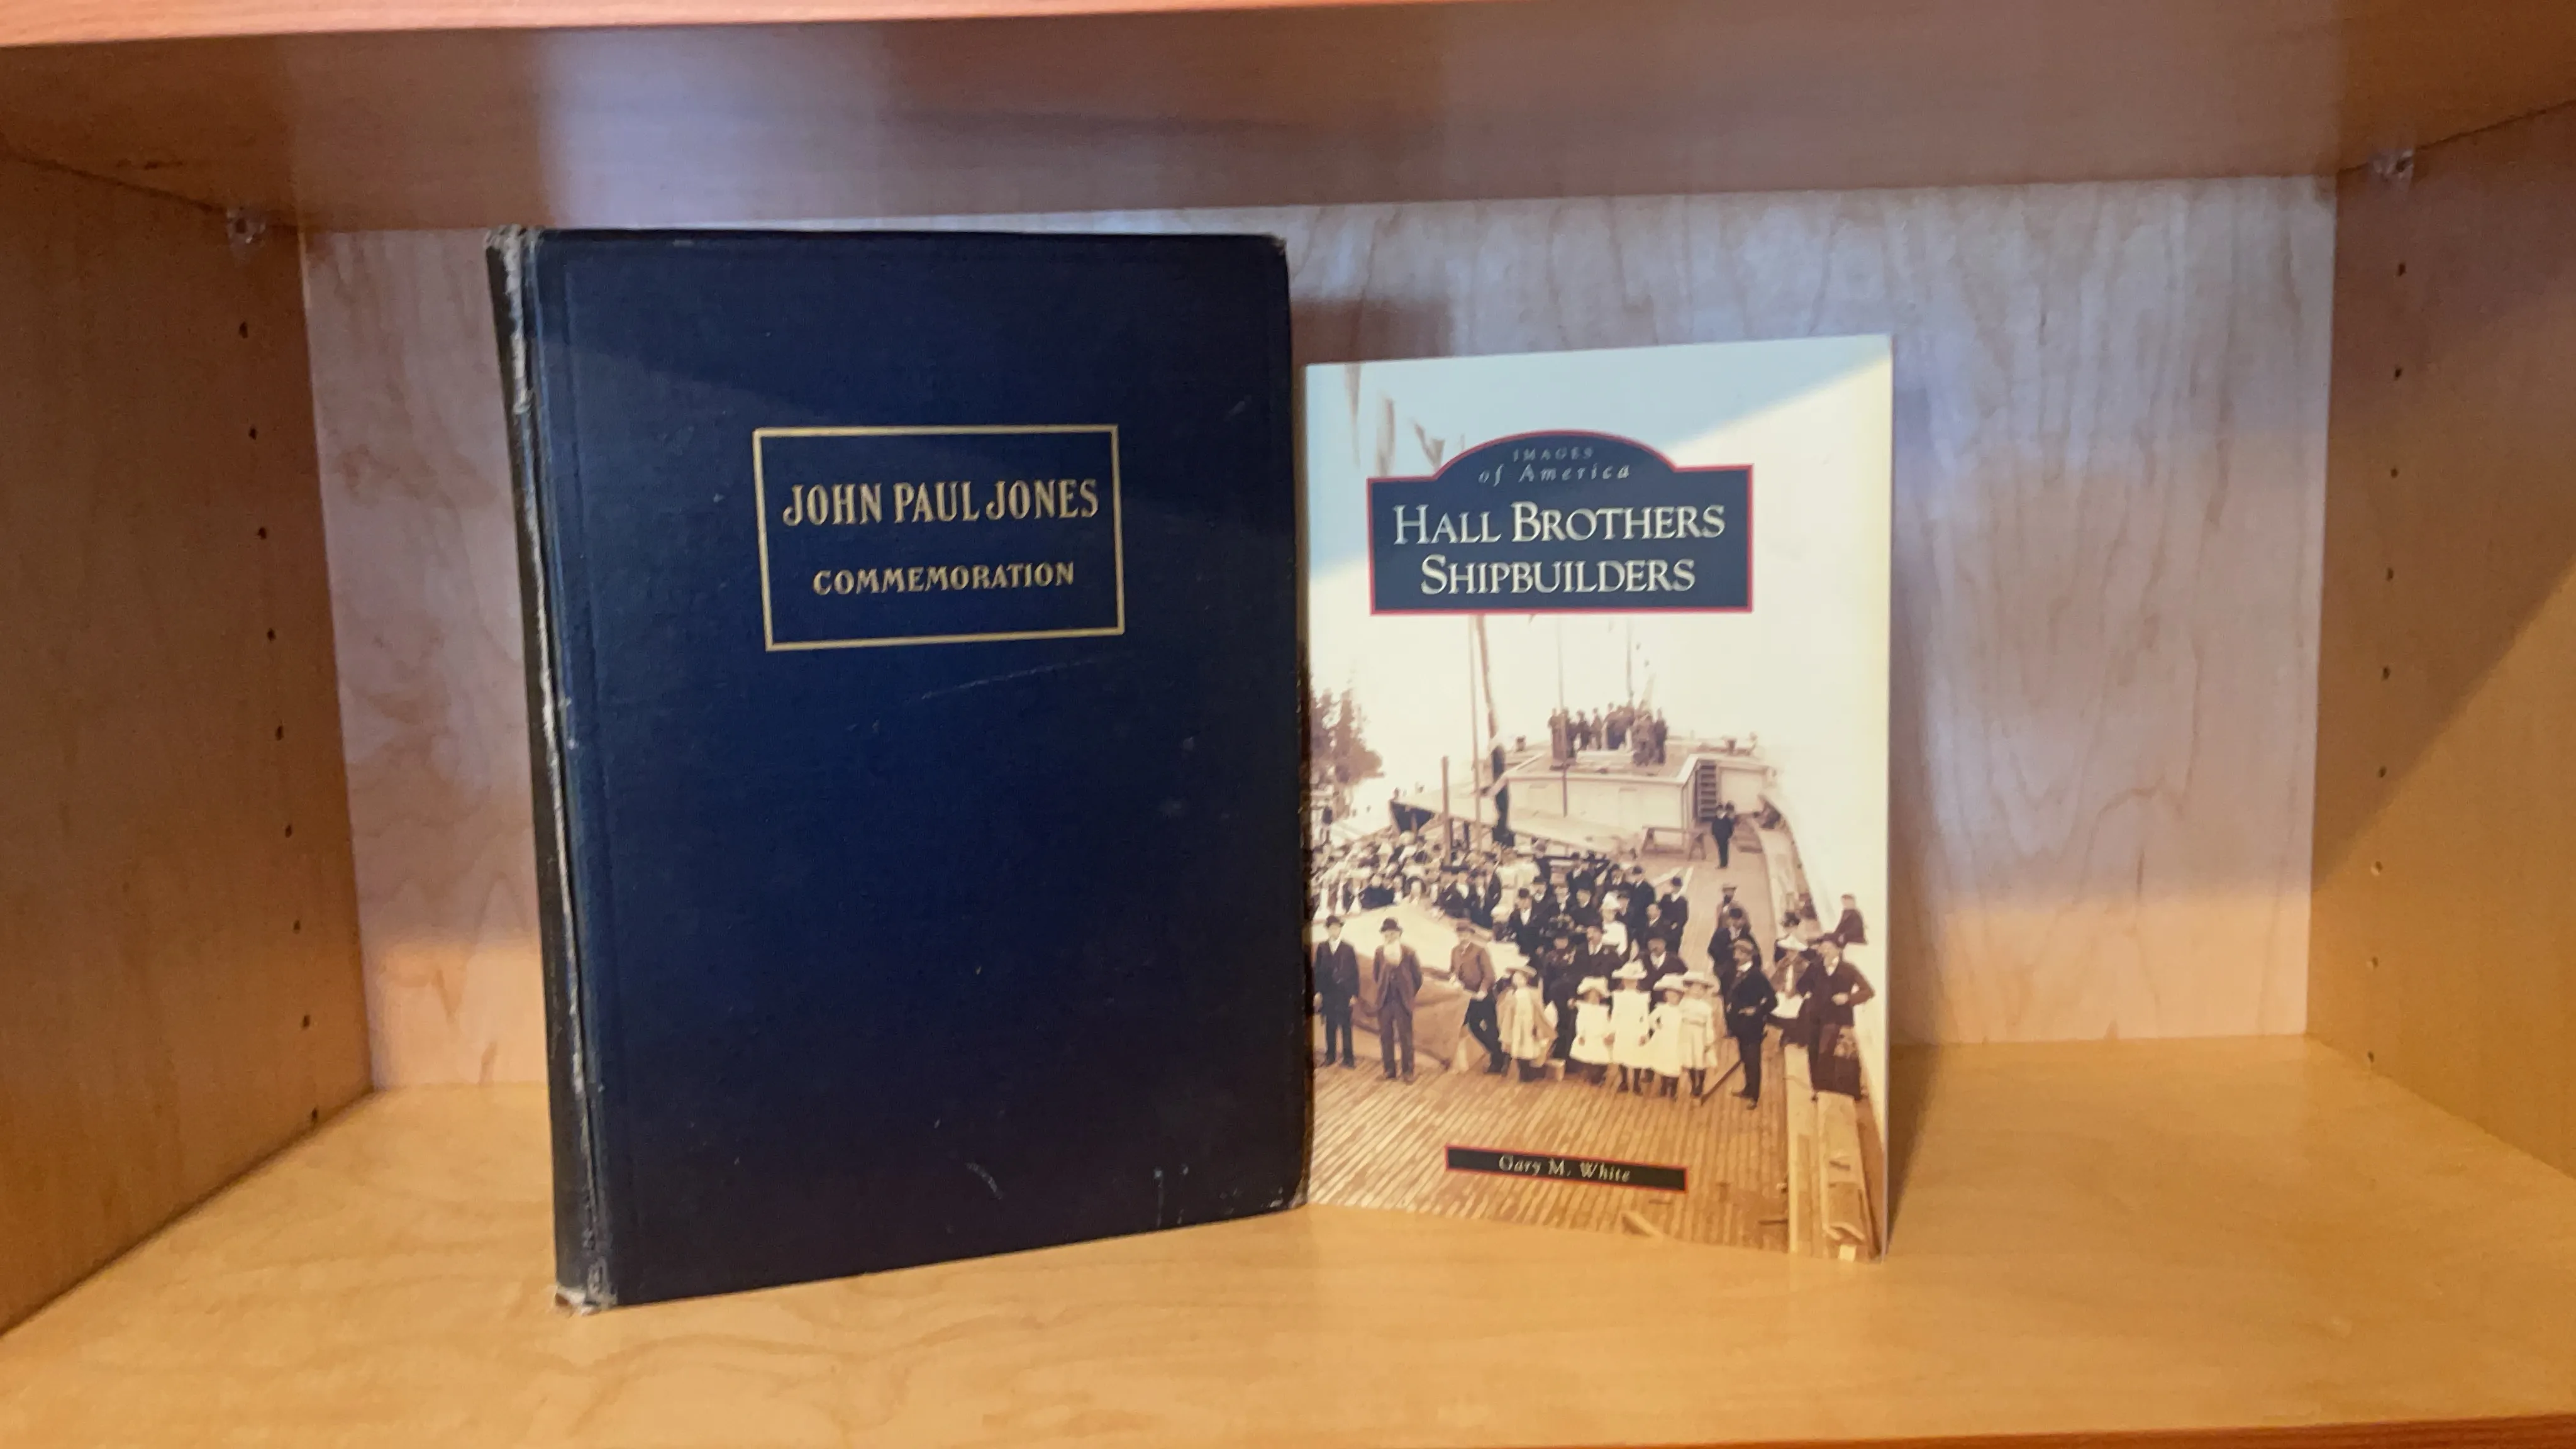 JOHN PAUL JONES
COMMEMORATION
IMAGES
of America
HALL BROTHERS
SHIPBUILDERS
Gary M. White